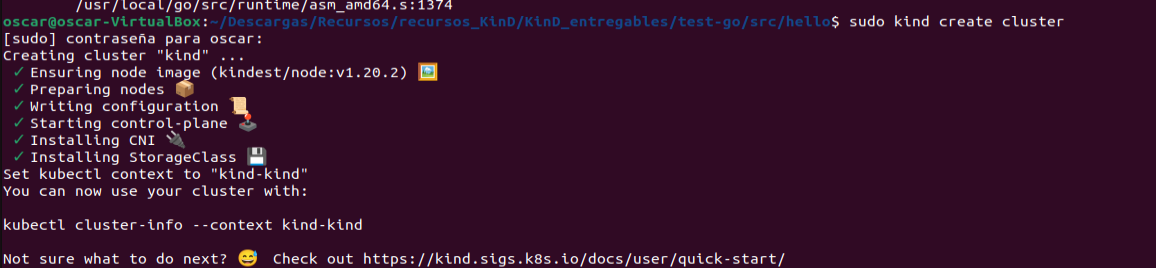 /usr/local/go/src/runtime/asm_amd64.s:1374
oscar@oscar-VirtualBox:~/Descargas/Recursos/recursos_KinD/KinD_entregables/test-go/src/hello$ sudo kind create cluster
[sudo] contraseña para oscar:
Creating cluster "kind" ...
✓ Ensuring node image (kindest/node:v1.20.2) 🖼
✓ Preparing nodes 📦
✓ Writing configuration 📜
✓ Starting control-plane 🕹
✓ Installing CNI 🔌
✓ Installing StorageClass 💾
Set kubectl context to "kind-kind"
You can now use your cluster with:
kubectl cluster-info --context kind-kind
Not sure what to do next? 😅 Check out https://kind.sigs.k8s.io/docs/user/quick-start/